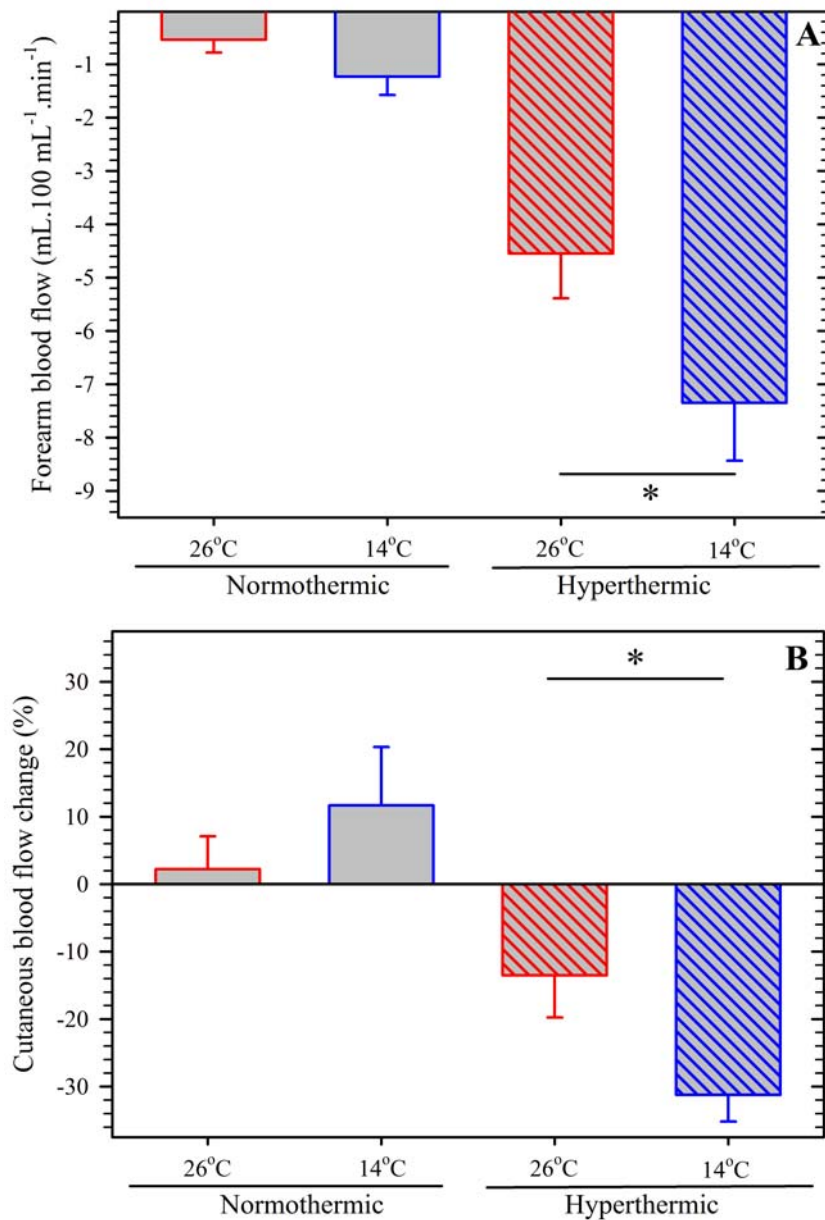 A
Forearm blood flow (mL.100 mL⁻¹.min⁻¹)
-1
-2
-3
-4
-5
-6
-7
-8
-9
*
26°C 14°C 26°C 14°C
Normothermic Hyperthermic
B
Cutaneous blood flow change (%)
*
30
20
10
0
-10
-20
-30
26°C 14°C 26°C 14°C
Normothermic Hyperthermic